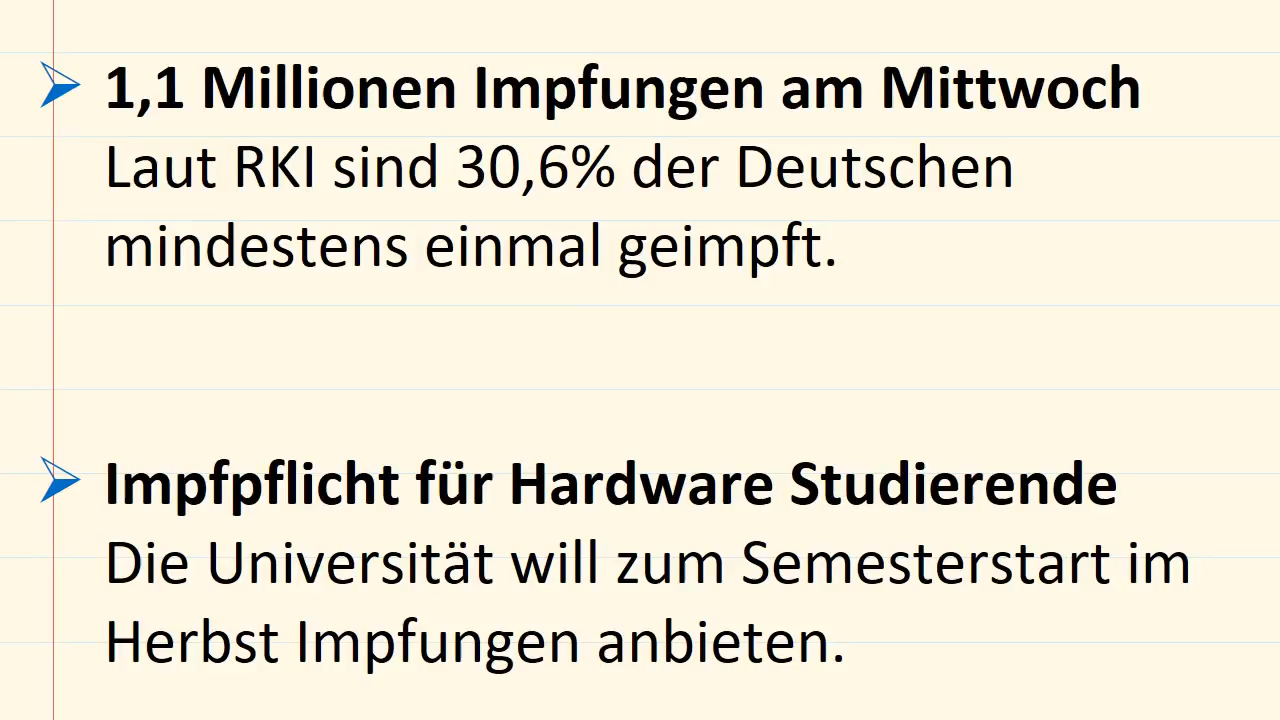 1,1 Millionen Impfungen am Mittwoch
Laut RKI sind 30,6% der Deutschen
mindestens einmal geimpft.
Impfpflicht für Hardware Studierende
Die Universität will zum Semesterstart im
Herbst Impfungen anbieten.